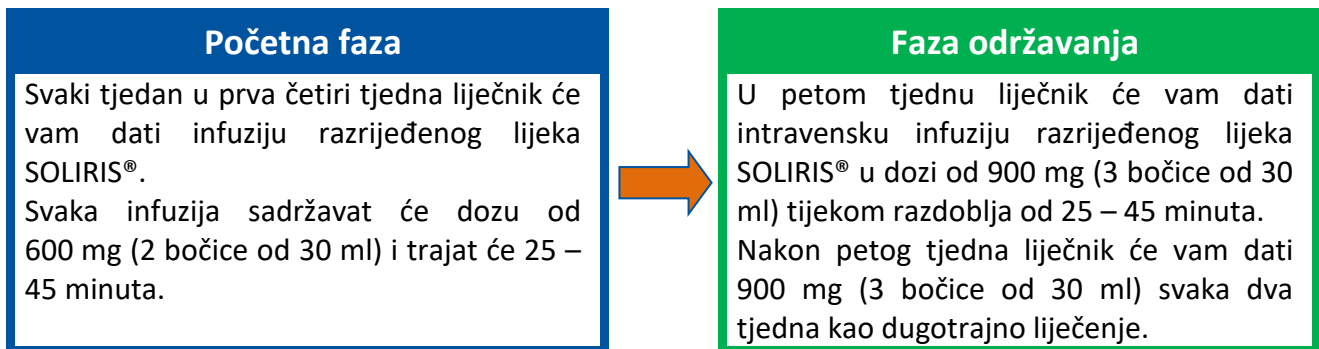 Početna faza
Svaki tjedan u prva četiri tjedna liječnik će
vam dati infuziju razrijeđenog lijeka
SOLIRIS®.
Svaka infuzija sadržavat će dozu od
600 mg (2 bočice od 30 ml) i trajat će 25 –
45 minuta.
Faza održavanja
U petom tjednu liječnik će vam dati
intravensku infuziju razrijeđenog lijeka
SOLIRIS® u dozi od 900 mg (3 bočice od 30
ml) tijekom razdoblja od 25 – 45 minuta.
Nakon petog tjedna liječnik će vam dati
900 mg (3 bočice od 30 ml) svaka dva
tjedna kao dugotrajno liječenje.